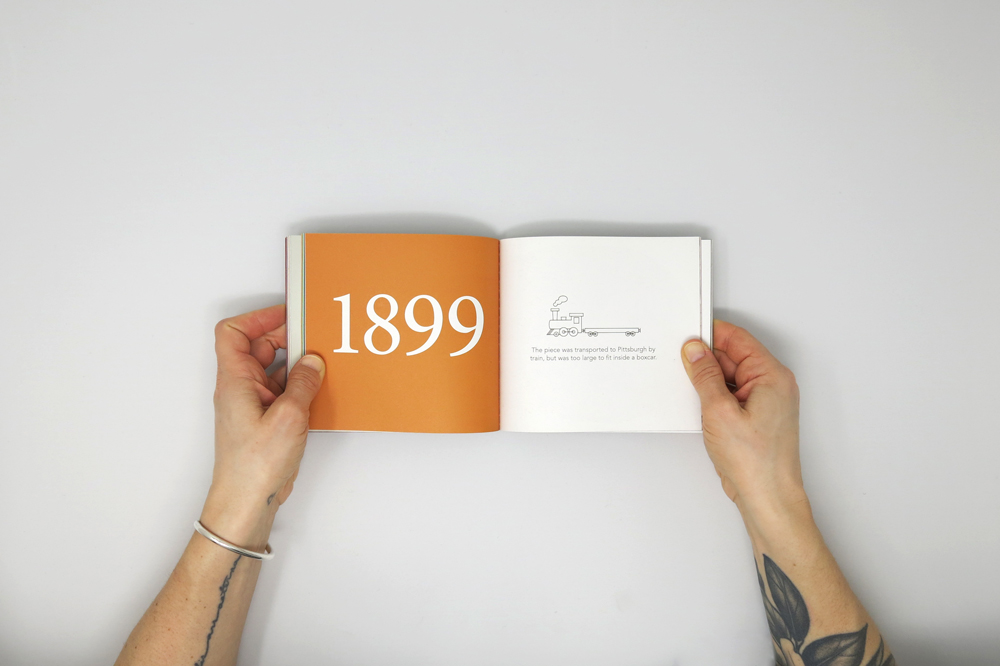 1899
The piece was transported to Pittsburgh by
train, but was too large to fit inside a boxcar.